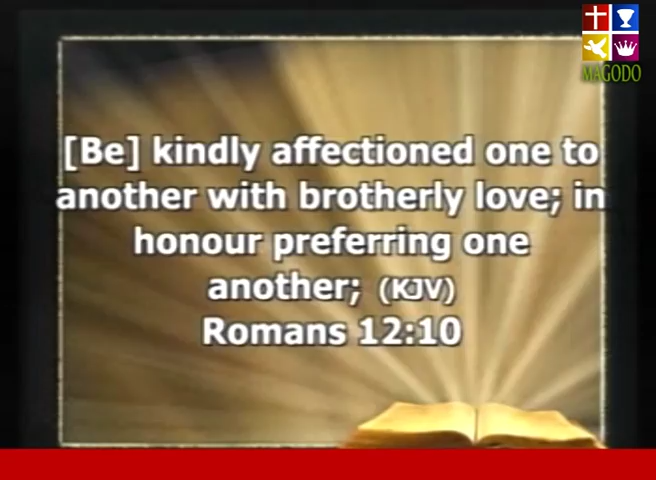 MAGODO
[Be] kindly affectioned one to
another with brotherly love; in
honour preferring one
another; (KJV)
Romans 12:10